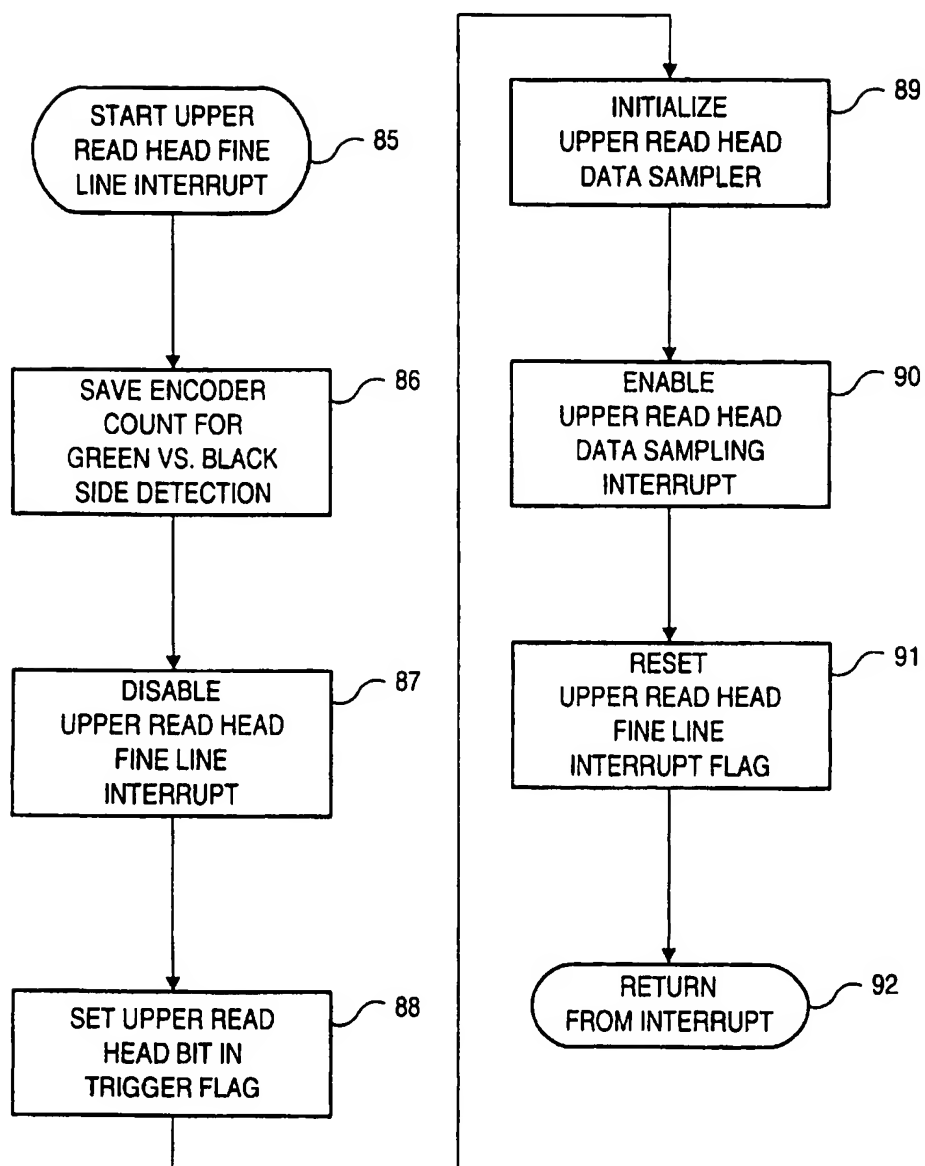 START UPPER
READ HEAD FINE
LINE INTERRUPT
85
SAVE ENCODER
COUNT FOR
GREEN VS. BLACK
SIDE DETECTION
86
DISABLE
UPPER READ HEAD
FINE LINE
INTERRUPT
87
SET UPPER READ
HEAD BIT IN
TRIGGER FLAG
88
INITIALIZE
UPPER READ HEAD
DATA SAMPLER
89
ENABLE
UPPER READ HEAD
DATA SAMPLING
INTERRUPT
90
RESET
UPPER READ HEAD
FINE LINE
INTERRUPT FLAG
91
RETURN
FROM INTERRUPT
92